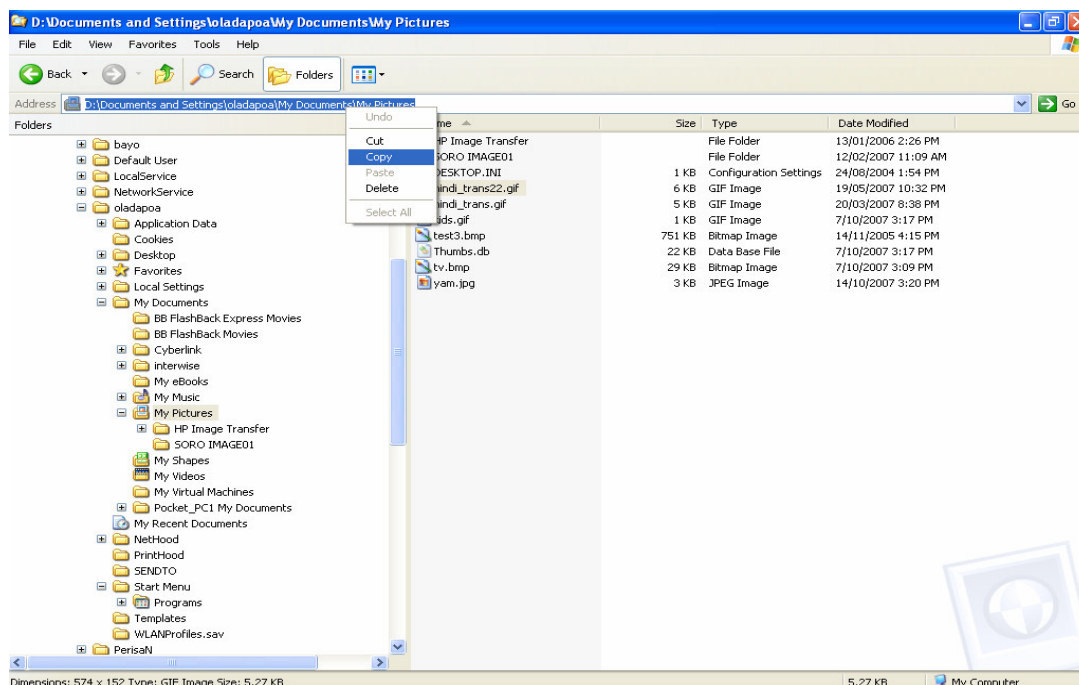 D:\Documents and Settings\oladapoa\My Documents\My Pictures
File Edit View Favorites Tools Help
Back Search Folders
Address D:\Documents and Settings\oladapoa\My Documents\My Pictures Go
Folders
Undo
Cut
Copy
Paste
Delete
Select All
bayo
Default User
LocalService
NetworkService
oladapoa
Application Data
Cookies
Desktop
Favorites
Local Settings
My Documents
BB FlashBack Express Movies
BB FlashBack Movies
Cyberlink
interwise
My eBooks
My Music
My Pictures
HP Image Transfer
SORO IMAGE01
My Shapes
My Videos
My Virtual Machines
Pocket_PC1 My Documents
My Recent Documents
NetHood
PrintHood
SENDTO
Start Menu
Programs
Templates
WLANProfiles.sav
PerisaN
me Size Type Date Modified
HP Image Transfer File Folder 13/01/2006 2:26 PM
SORO IMAGE01 File Folder 12/02/2007 11:09 AM
DESKTOP.INI 1 KB Configuration Settings 24/08/2004 1:54 PM
hindi_trans22.gif 6 KB GIF Image 19/05/2007 10:32 PM
hindi_trans.gif 5 KB GIF Image 20/03/2007 8:38 PM
kids.gif 1 KB GIF Image 7/10/2007 3:17 PM
test3.bmp 751 KB Bitmap Image 14/11/2005 4:15 PM
Thumbs.db 22 KB Data Base File 7/10/2007 3:17 PM
tv.bmp 29 KB Bitmap Image 7/10/2007 3:09 PM
yam.jpg 3 KB JPEG Image 14/10/2007 3:20 PM
Dimensions: 574 x 152 Type: GIF Image Size: 5.27 KB 5.27 KB My Computer